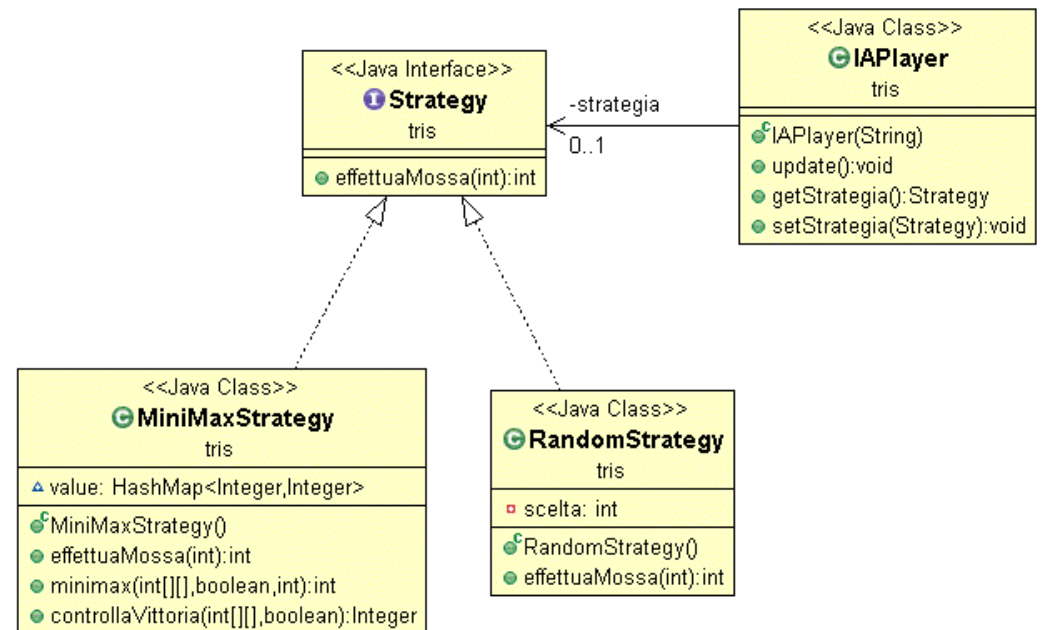 <<Java Interface>>
Strategy
tris
effettuaMossa(int):int
-strategia
0..1
<<Java Class>>
IAPlayer
tris
IAPlayer(String)
update():void
getStrategia():Strategy
setStrategia(Strategy):void
<<Java Class>>
MiniMaxStrategy
tris
value: HashMap<Integer,Integer>
MiniMaxStrategy()
effettuaMossa(int):int
minimax(int[][],boolean,int):int
controllaVittoria(int[][],boolean):Integer
<<Java Class>>
RandomStrategy
tris
scelta: int
RandomStrategy()
effettuaMossa(int):int